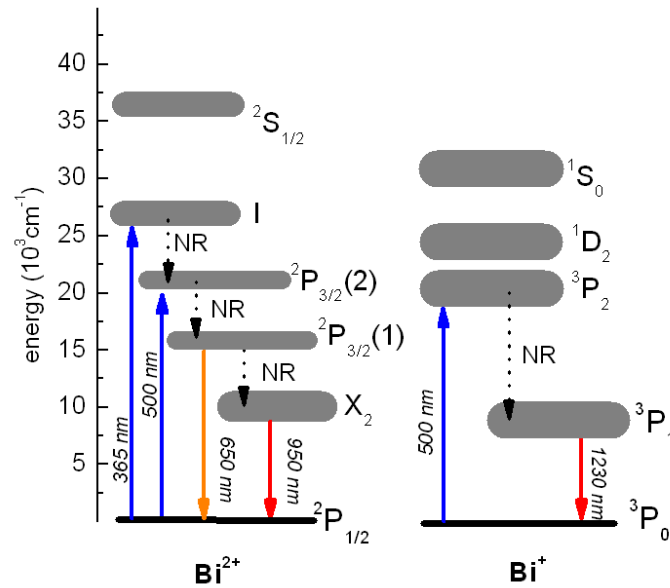 energy (10³cm⁻¹)
40
35
30
25
20
15
10
5
²S₁/₂
I
NR
²P₃/₂(2)
NR
²P₃/₂(1)
NR
X₂
365 nm
500 nm
650 nm
950 nm
²P₁/₂
Bi²⁺
¹S₀
¹D₂
³P₂
NR
³P₁
500 nm
1230 nm
³P₀
Bi⁺